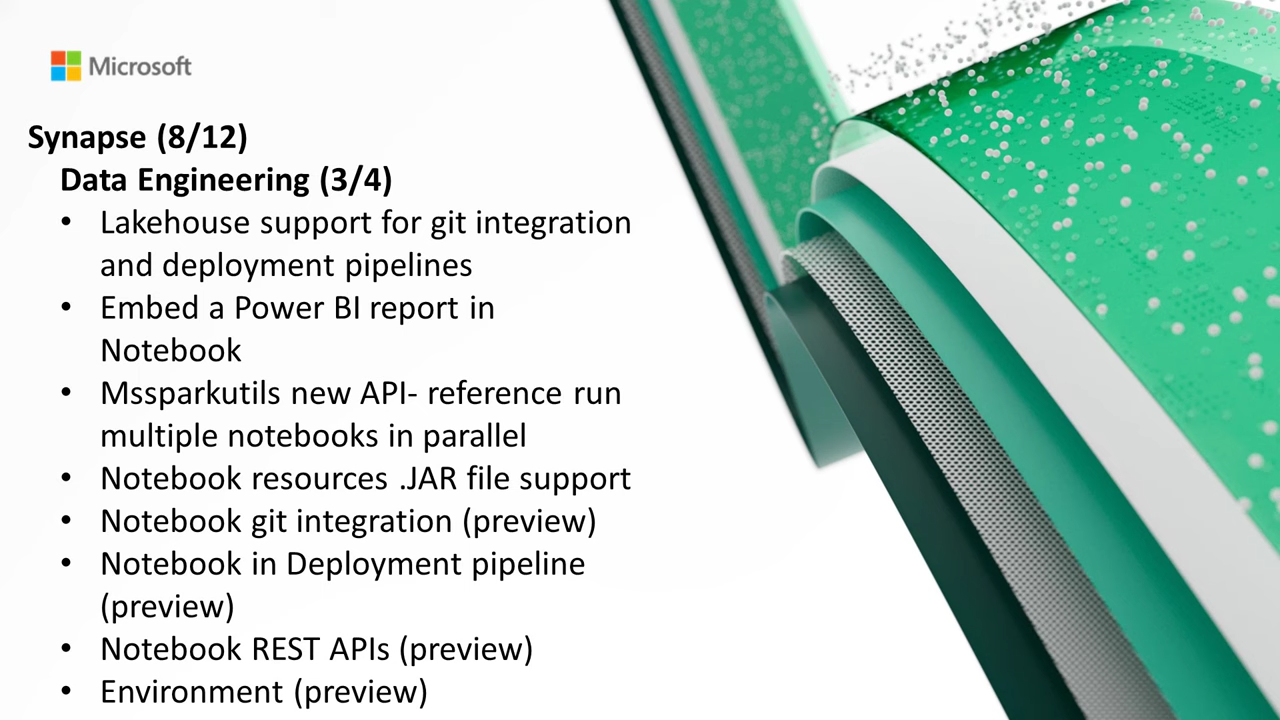 Microsoft
Synapse (8/12)
Data Engineering (3/4)
• Lakehouse support for git integration
and deployment pipelines
• Embed a Power BI report in
Notebook
• Mssparkutils new API- reference run
multiple notebooks in parallel
• Notebook resources .JAR file support
• Notebook git integration (preview)
• Notebook in Deployment pipeline
(preview)
• Notebook REST APIs (preview)
• Environment (preview)